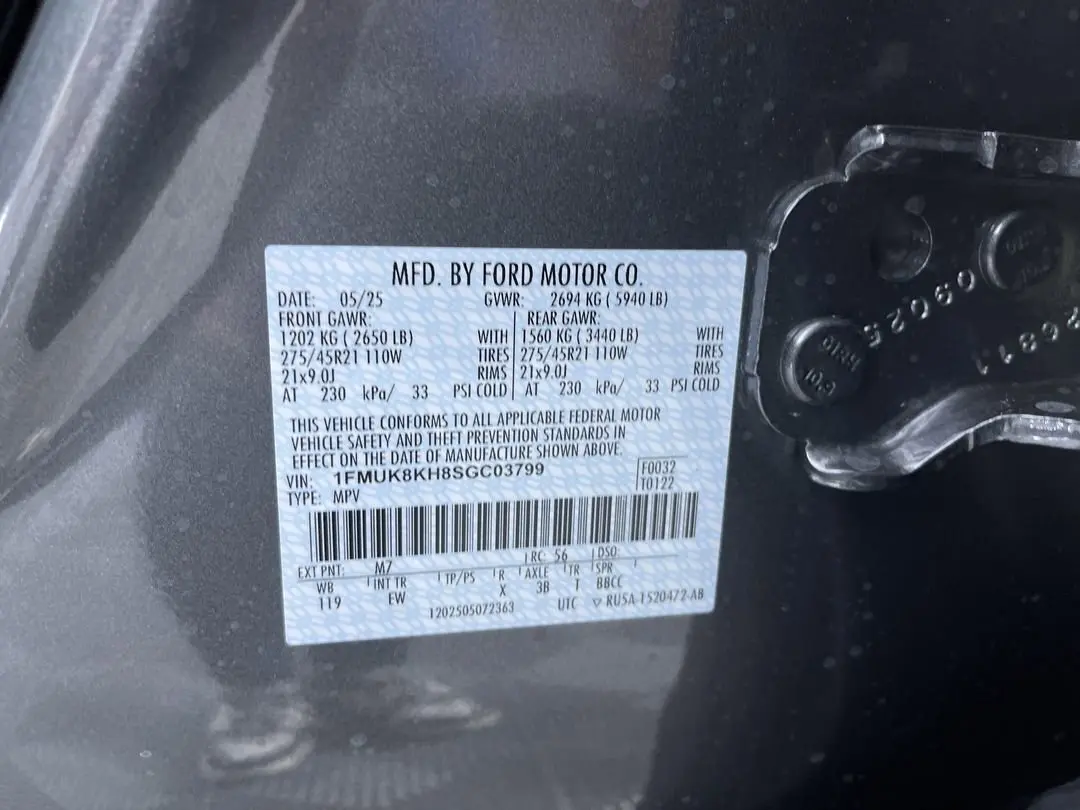 MFD. BY FORD MOTOR CO.
DATE: 05/25 GVWR: 2694 KG ( 5940 LB)
FRONT GAWR: REAR GAWR:
1202 KG ( 2650 LB) WITH 1560 KG ( 3440 LB) WITH
275/45R21 110W TIRES 275/45R21 110W TIRES
21x9.0J RIMS 21x9.0J RIMS
AT 230 kPa/ 33 PSI COLD AT 230 kPa/ 33 PSI COLD
THIS VEHICLE CONFORMS TO ALL APPLICABLE FEDERAL MOTOR
VEHICLE SAFETY AND THEFT PREVENTION STANDARDS IN
EFFECT ON THE DATE OF MANUFACTURE SHOWN ABOVE.
VIN: 1FMUK8KH8SGC03799 F0032
TYPE: MPV T0122
EXT PNT: M7 RC: 56 DSO:
WB INT TR TP/PS R AXLE TR SPR
119 EW X 3B T BBCC
1202505072363 UTC ▽ RU5A-1520472-AB
09025